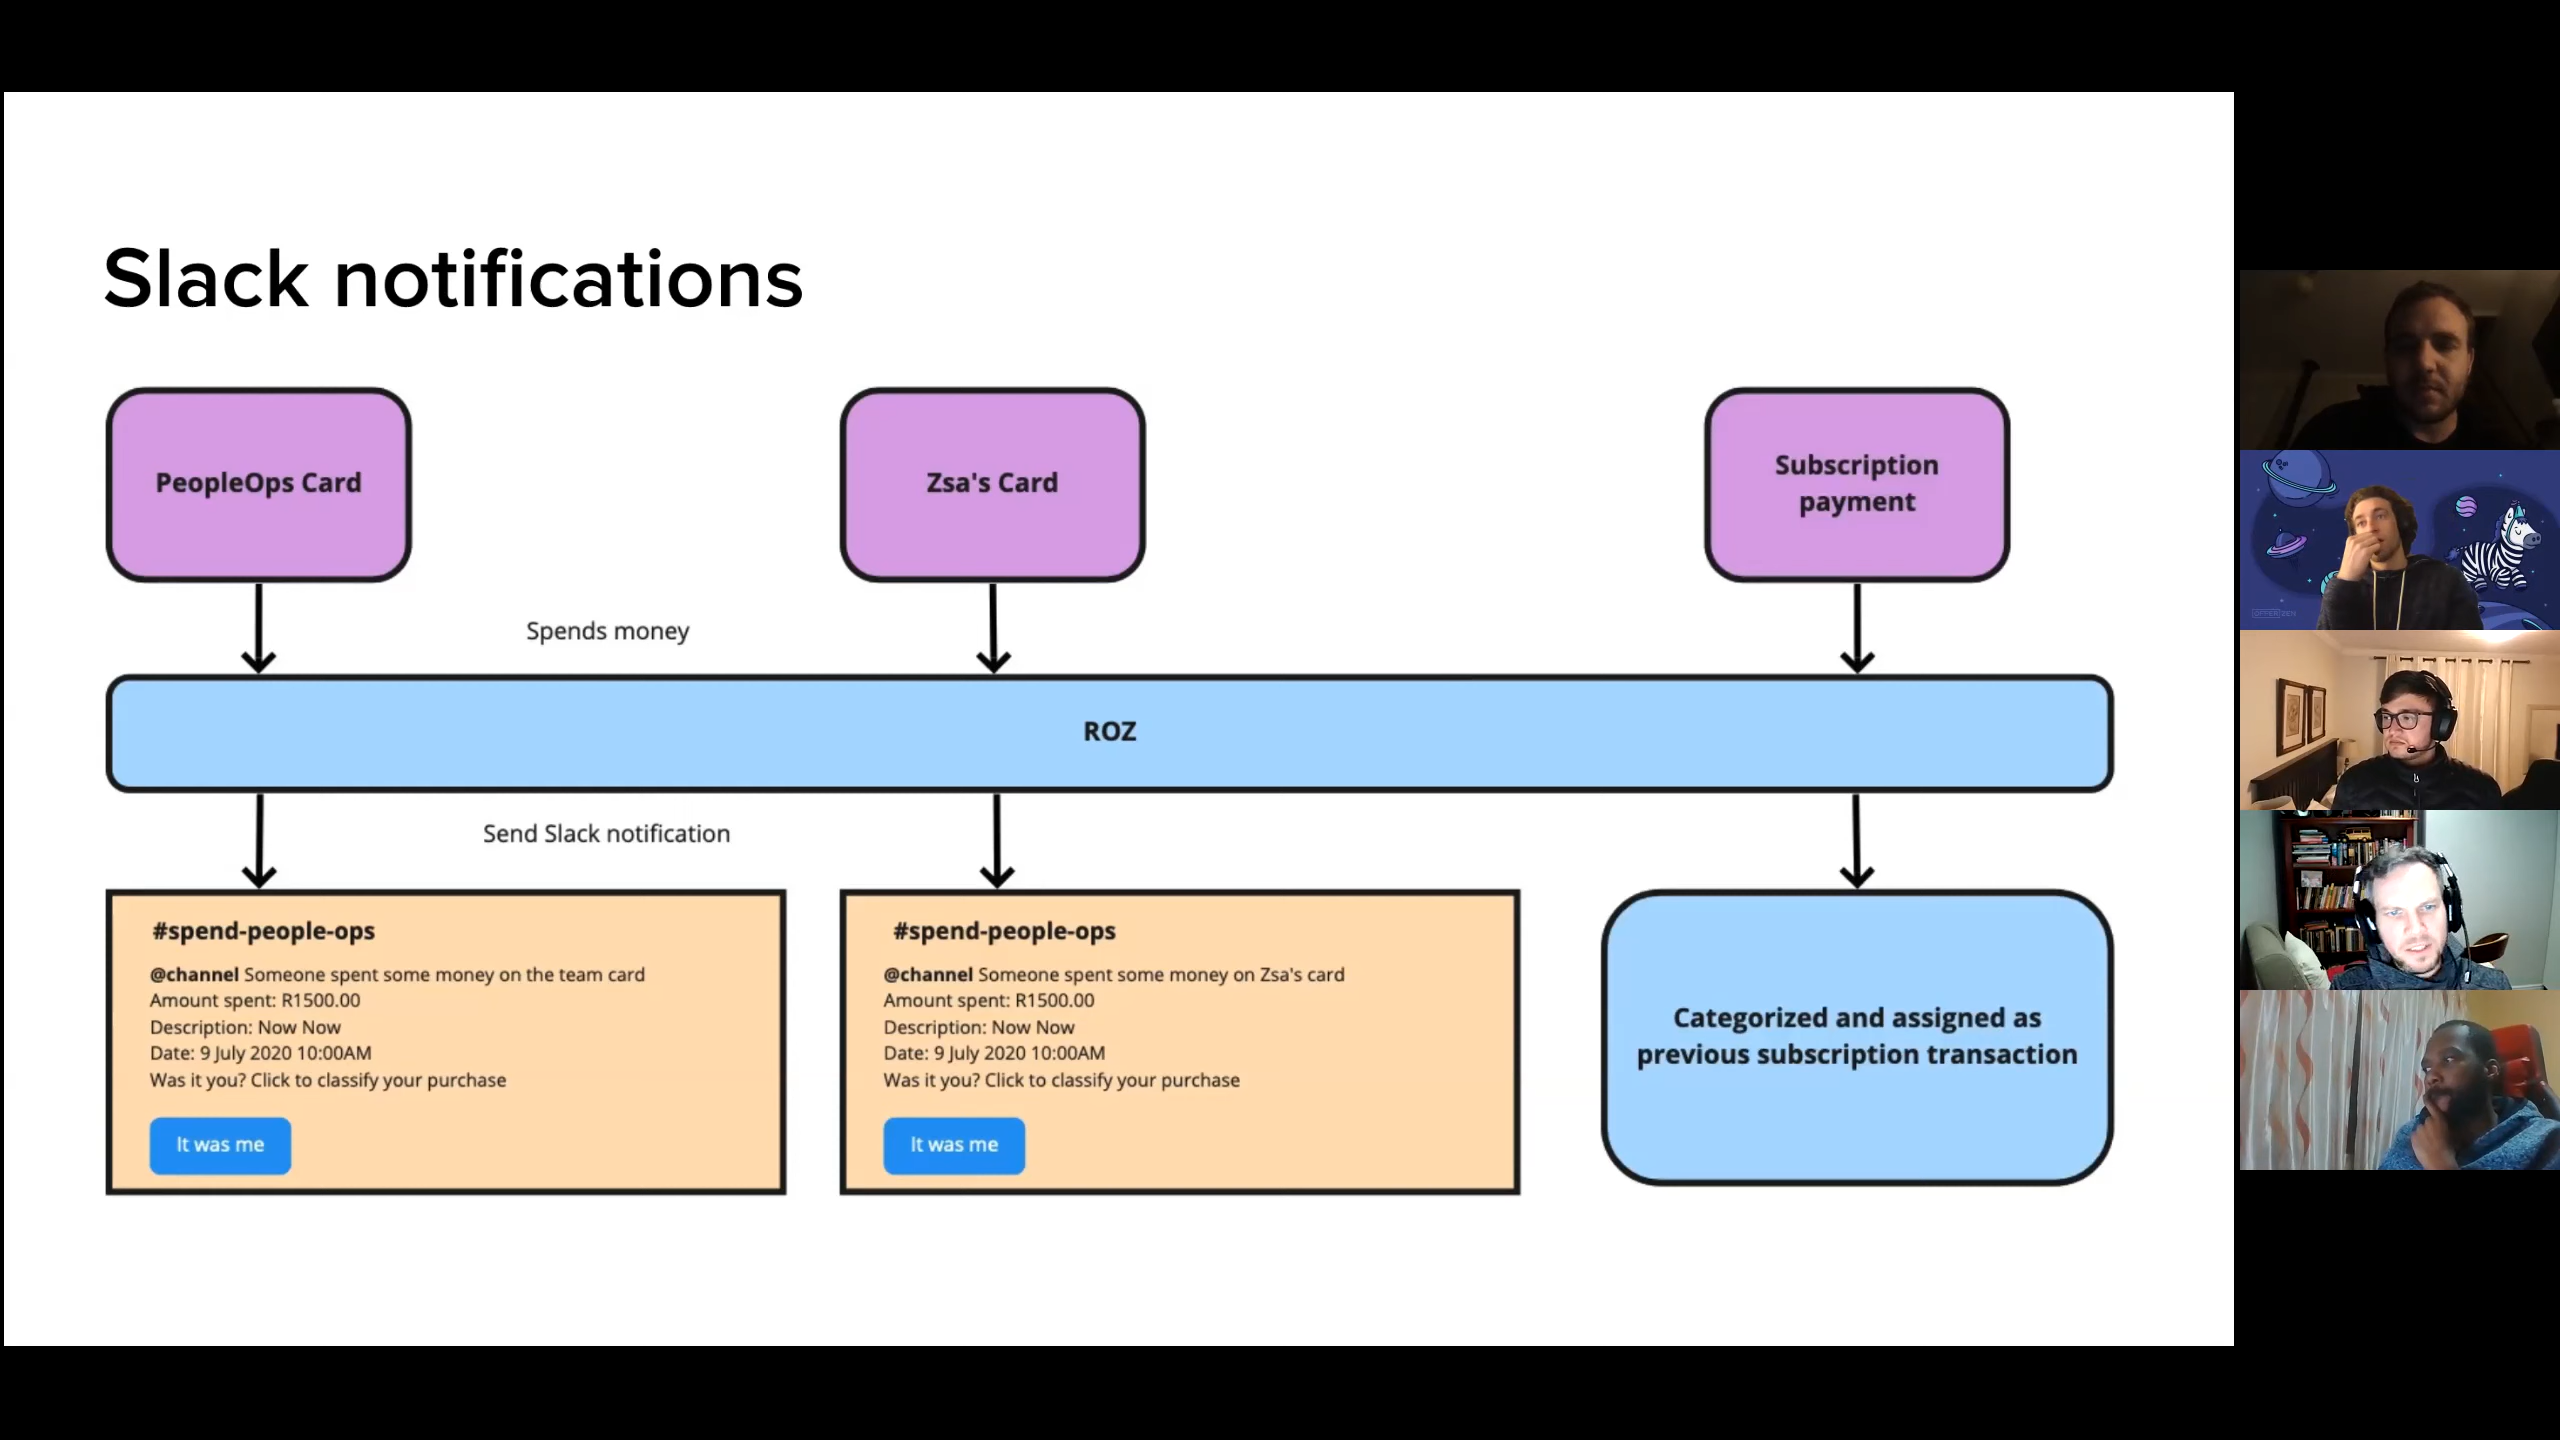 Slack notifications
PeopleOps Card
Zsa's Card
Subscription
payment
Spends money
ROZ
Send Slack notification
#spend-people-ops
@channel Someone spent some money on the team card
Amount spent: R1500.00
Description: Now Now
Date: 9 July 2020 10:00AM
Was it you? Click to classify your purchase
It was me
#spend-people-ops
@channel Someone spent some money on Zsa's card
Amount spent: R1500.00
Description: Now Now
Date: 9 July 2020 10:00AM
Was it you? Click to classify your purchase
It was me
Categorized and assigned as
previous subscription transaction